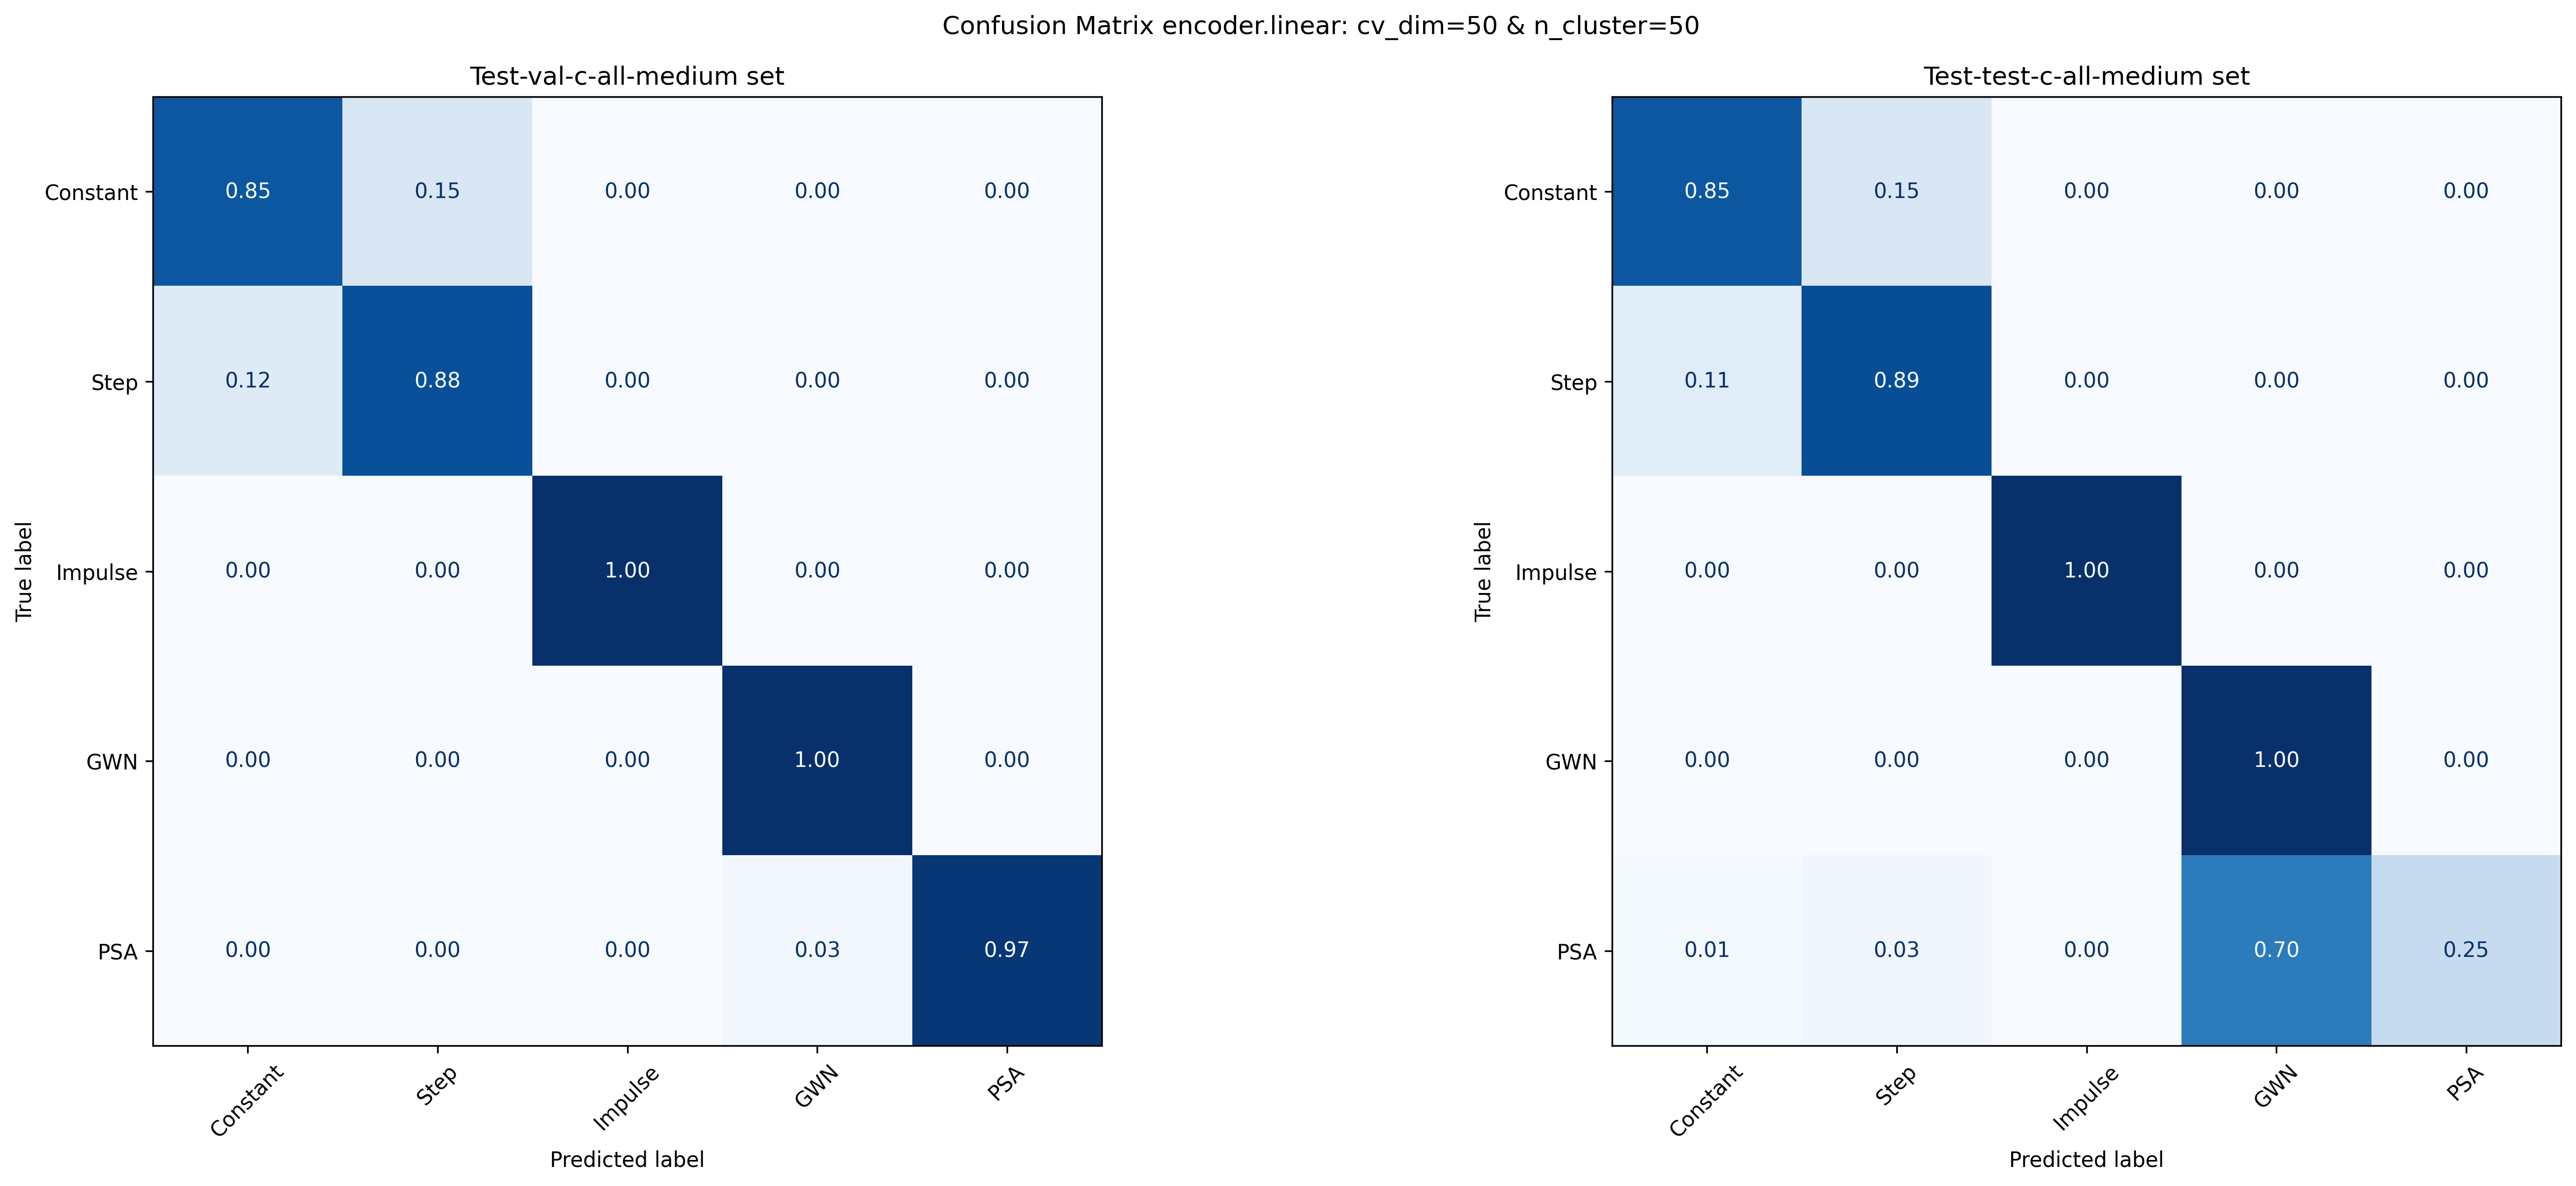 Confusion Matrix encoder.linear: cv_dim=50 & n_cluster=50
Test-val-c-all-medium set
True label
Constant 0.85 0.15 0.00 0.00 0.00
Step 0.12 0.88 0.00 0.00 0.00
Impulse 0.00 0.00 1.00 0.00 0.00
GWN 0.00 0.00 0.00 1.00 0.00
PSA 0.00 0.00 0.00 0.03 0.97
Constant Step Impulse GWN PSA
Predicted label
Test-test-c-all-medium set
True label
Constant 0.85 0.15 0.00 0.00 0.00
Step 0.11 0.89 0.00 0.00 0.00
Impulse 0.00 0.00 1.00 0.00 0.00
GWN 0.00 0.00 0.00 1.00 0.00
PSA 0.01 0.03 0.00 0.70 0.25
Constant Step Impulse GWN PSA
Predicted label